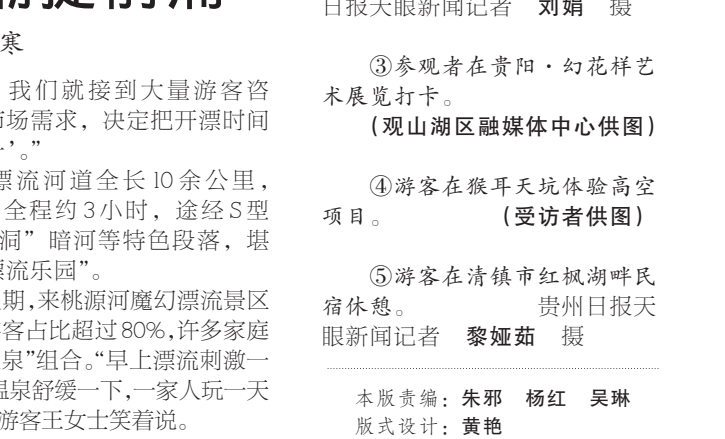 寒
我们就接到大量游客咨
场需求，决定把开漂时间
’。”
漂流河道全长10余公里，
全程约3小时，途经S型
洞”暗河等特色段落，堪
漂流乐园”。
期，来桃源河魔幻漂流景区
客占比超过80%，许多家庭
泉”组合。“早上漂流刺激一
温泉舒缓一下，一家人玩一天
游客王女士笑着说。
日报天眼新闻记者 刘娟 摄
③参观者在贵阳·幻花样艺
术展览打卡。
（观山湖区融媒体中心供图）
④游客在猴耳天坑体验高空
项目。 （受访者供图）
⑤游客在清镇市红枫湖畔民
宿休憩。 贵州日报天
眼新闻记者 黎娅茹 摄
本版责编：朱邪 杨红 吴琳
版式设计：黄艳